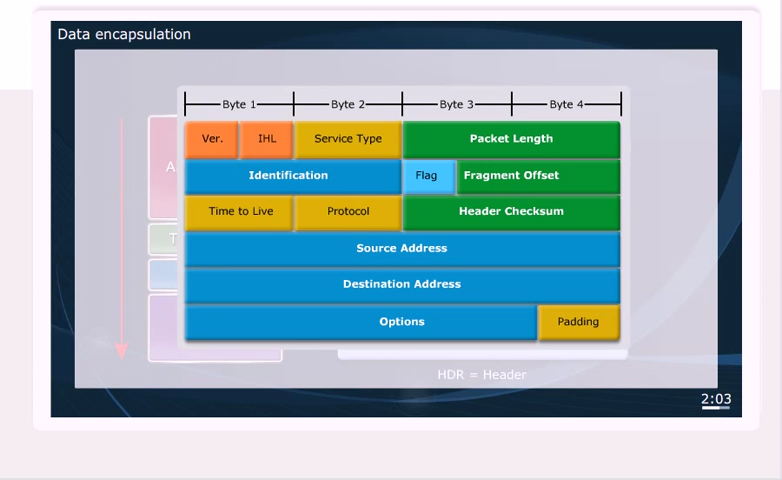 Data encapsulation
Byte 1 Byte 2 Byte 3 Byte 4
Ver. IHL Service Type Packet Length
Identification Flag Fragment Offset
Time to Live Protocol Header Checksum
Source Address
Destination Address
Options Padding
A
T
HDR = Header
2:03